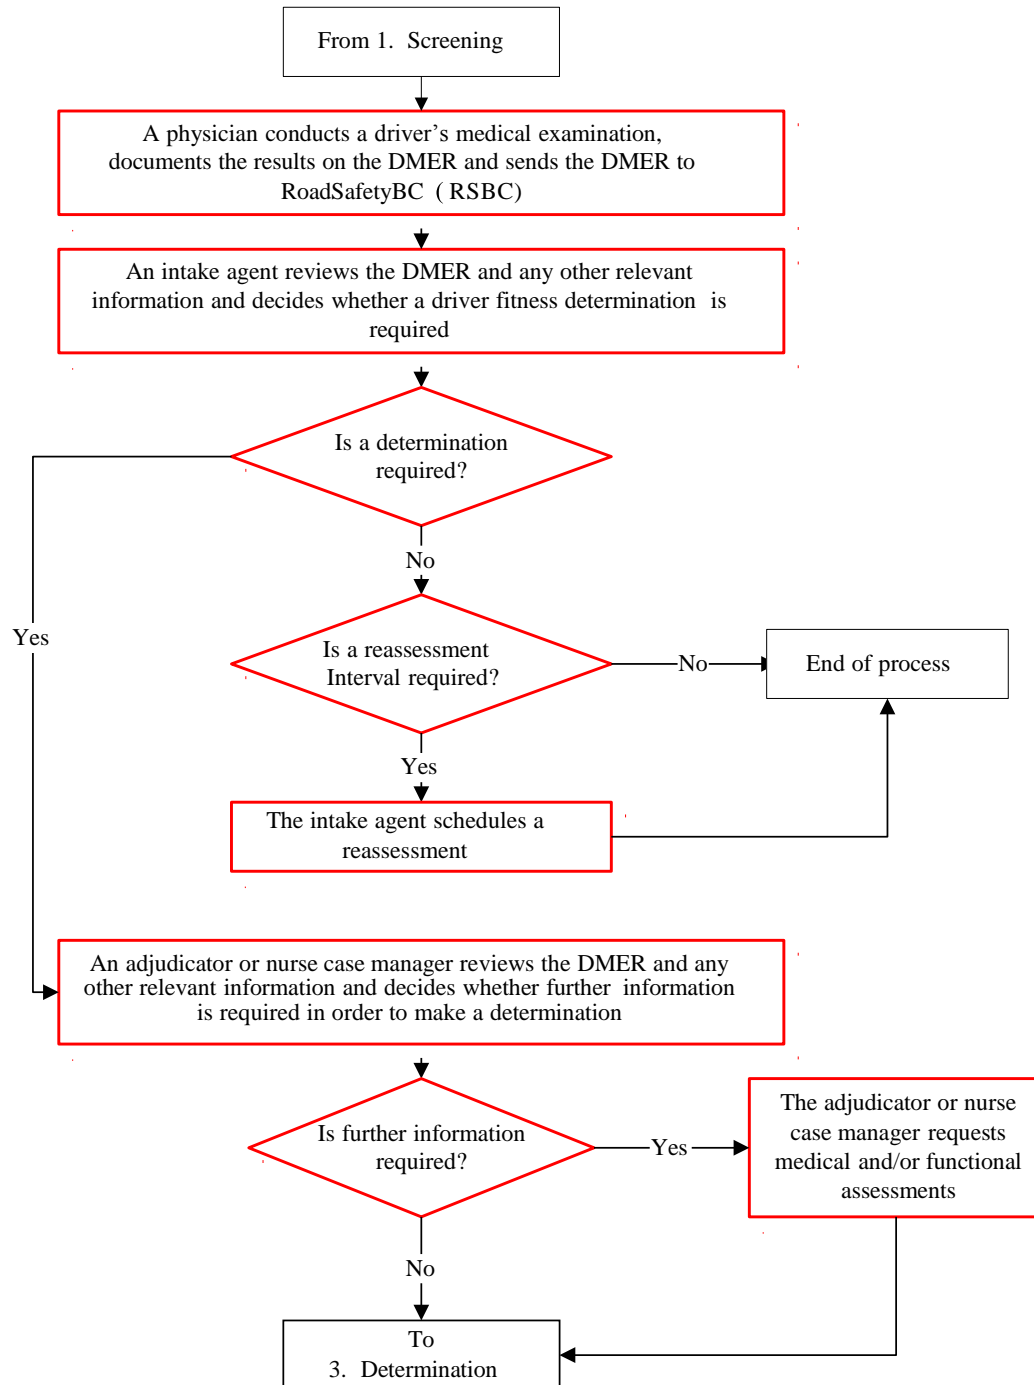 From 1. Screening
A physician conducts a driver's medical examination,
documents the results on the DMER and sends the DMER to
RoadSafetyBC ( RSBC)
An intake agent reviews the DMER and any other relevant
information and decides whether a driver fitness determination is
required
Is a determination
required?
No
Yes
Is a reassessment
Interval required?
No
End of process
Yes
The intake agent schedules a
reassessment
An adjudicator or nurse case manager reviews the DMER and any
other relevant information and decides whether further information
is required in order to make a determination
Is further information
required?
Yes
The adjudicator or nurse
case manager requests
medical and/or functional
assessments
No
To
3. Determination